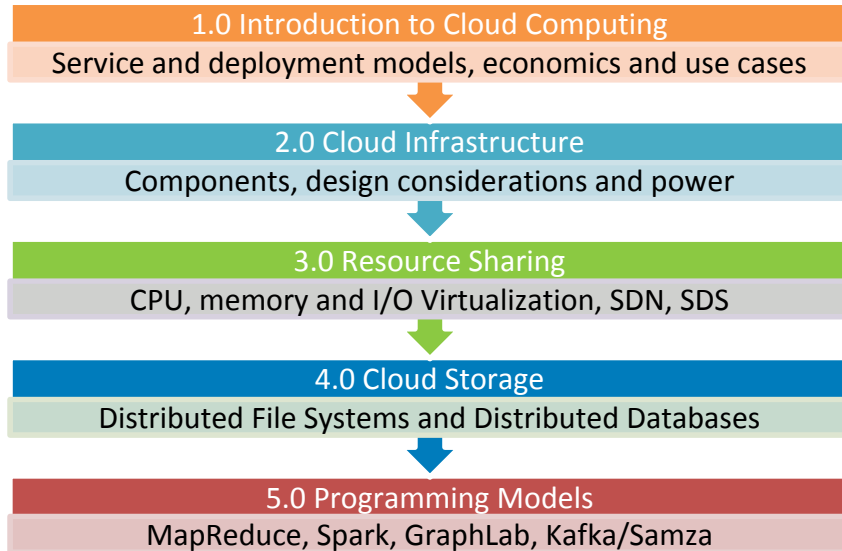 1.0 Introduction to Cloud Computing
Service and deployment models, economics and use cases
2.0 Cloud Infrastructure
Components, design considerations and power
3.0 Resource Sharing
CPU, memory and I/O Virtualization, SDN, SDS
4.0 Cloud Storage
Distributed File Systems and Distributed Databases
5.0 Programming Models
MapReduce, Spark, GraphLab, Kafka/Samza